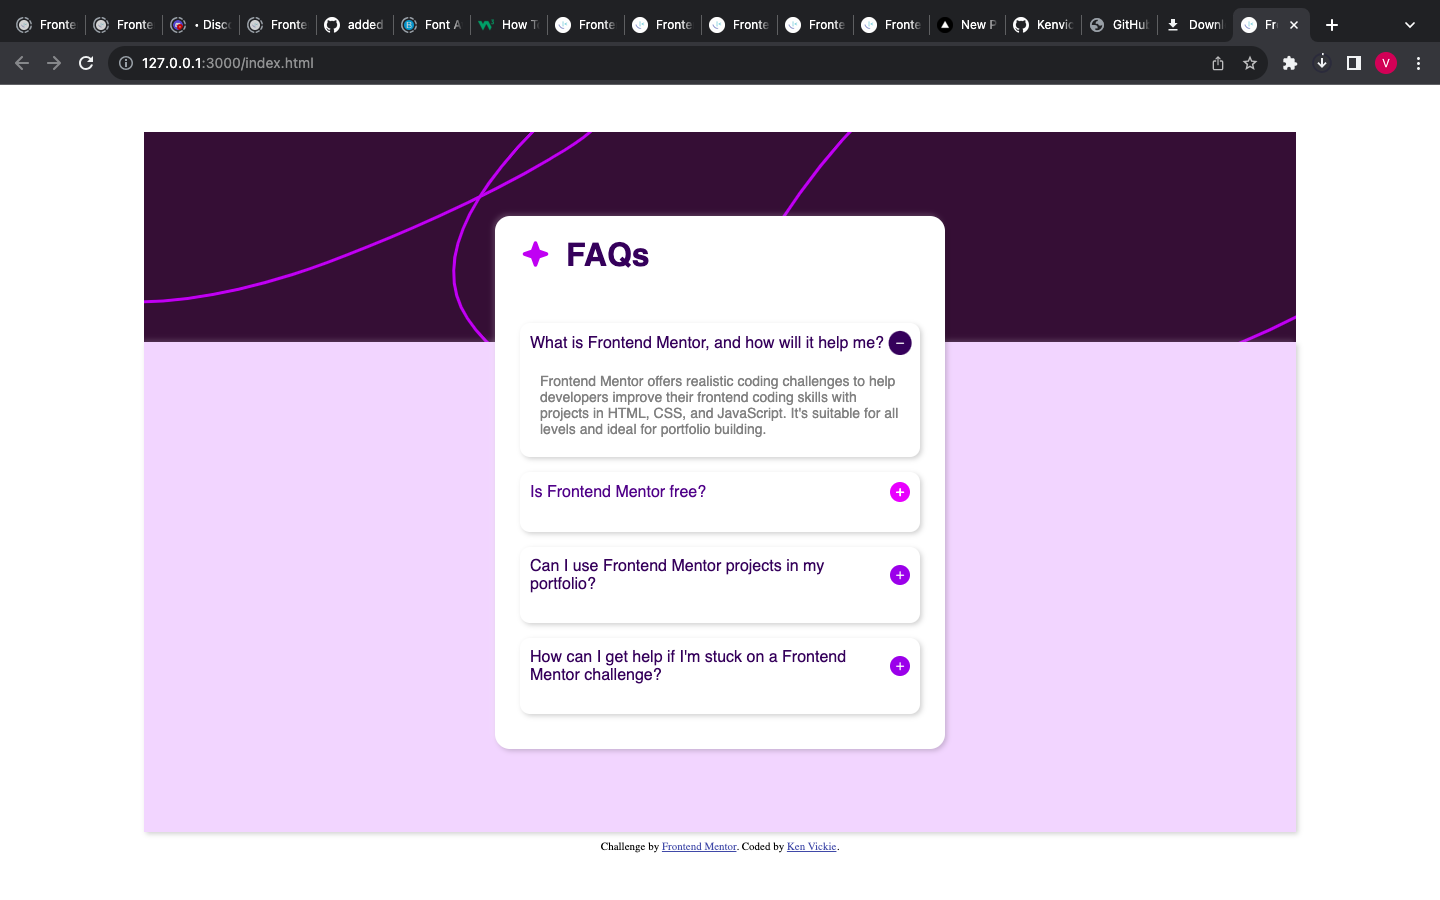 Fronte Fronte • Disc Fronte added Font A How T Fronte Fronte Fronte Fronte Fronte New P Kenvic GitHub Down Fr
127.0.0.1:3000/index.html
V
FAQs
What is Frontend Mentor, and how will it help me?
Frontend Mentor offers realistic coding challenges to help
developers improve their frontend coding skills with
projects in HTML, CSS, and JavaScript. It's suitable for all
levels and ideal for portfolio building.
Is Frontend Mentor free?
Can I use Frontend Mentor projects in my
portfolio?
How can I get help if I'm stuck on a Frontend
Mentor challenge?
Challenge by Frontend Mentor. Coded by Ken Vickie.